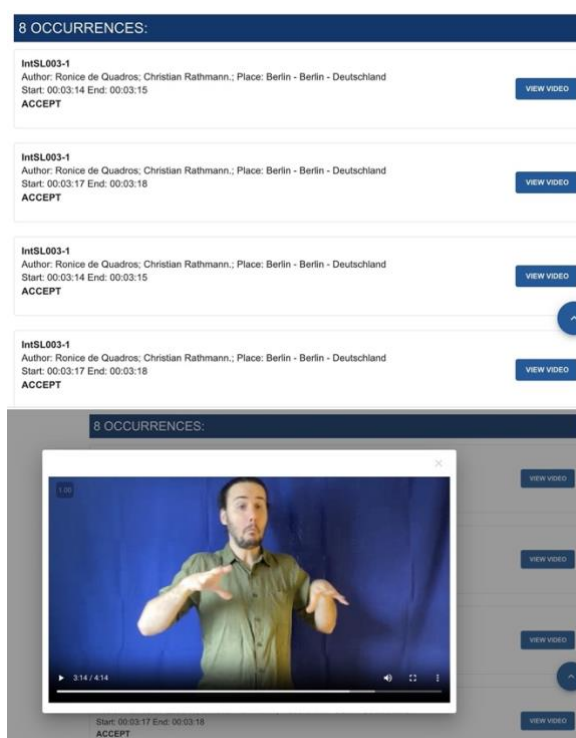 8 OCCURRENCES:
IntSL003-1
Author: Ronice de Quadros; Christian Rathmann.; Place: Berlin - Berlin - Deutschland
Start: 00:03:14 End: 00:03:15
ACCEPT
VIEW VIDEO
IntSL003-1
Author: Ronice de Quadros; Christian Rathmann.; Place: Berlin - Berlin - Deutschland
Start: 00:03:17 End: 00:03:18
ACCEPT
VIEW VIDEO
IntSL003-1
Author: Ronice de Quadros; Christian Rathmann.; Place: Berlin - Berlin - Deutschland
Start: 00:03:14 End: 00:03:15
ACCEPT
VIEW VIDEO
IntSL003-1
Author: Ronice de Quadros; Christian Rathmann.; Place: Berlin - Berlin - Deutschland
Start: 00:03:17 End: 00:03:18
ACCEPT
VIEW VIDEO
8 OCCURRENCES:
1.00
VIEW VIDEO
VIEW VIDEO
VIEW VIDEO
3:14 / 4:14
Start: 00:03:17 End: 00:03:18
ACCEPT
VIEW VIDEO